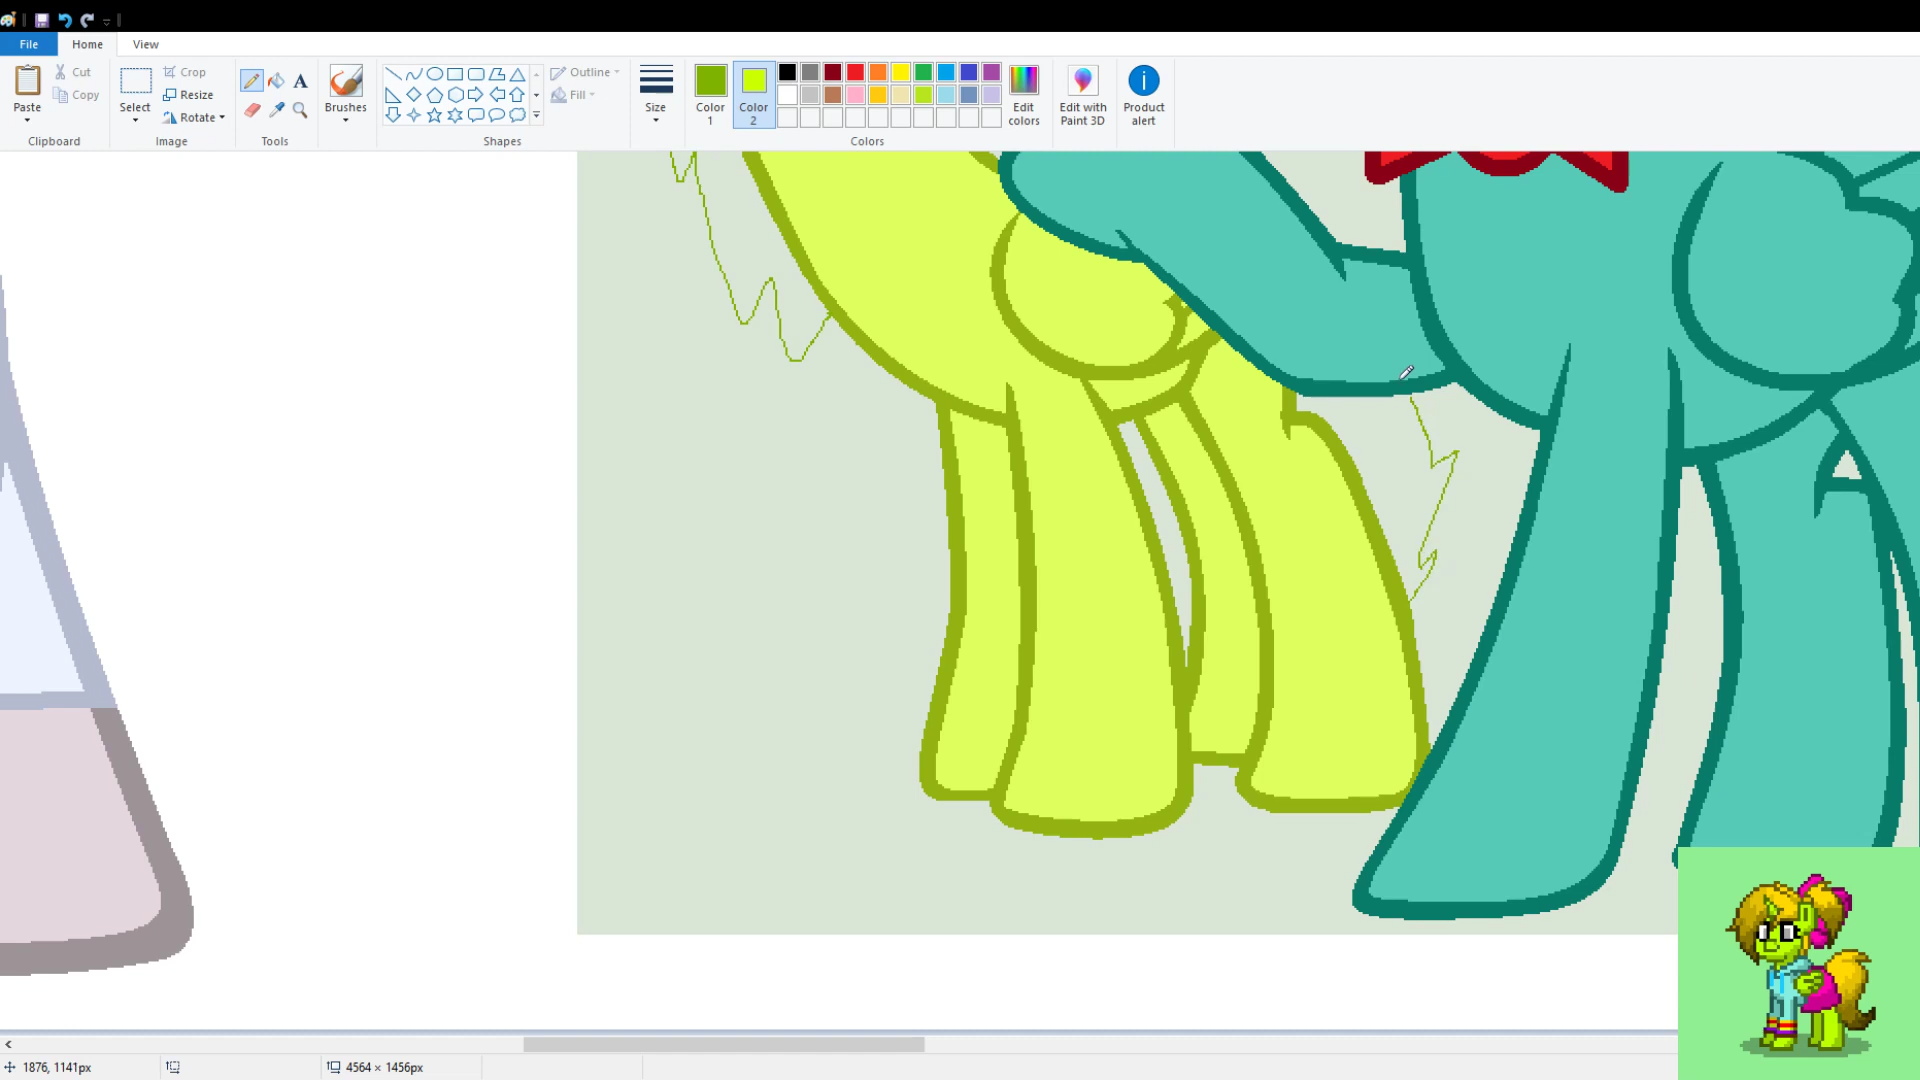 File Home View
Paste
Cut
Copy
Clipboard
Select
Crop
Resize
Rotate
Image
A
Tools
Brushes
Outline
Fill
Shapes
Size
Color
1
Color
2
Edit
colors
Colors
Edit with
Paint 3D
Product
alert
1876, 1141px
4564 × 1456px